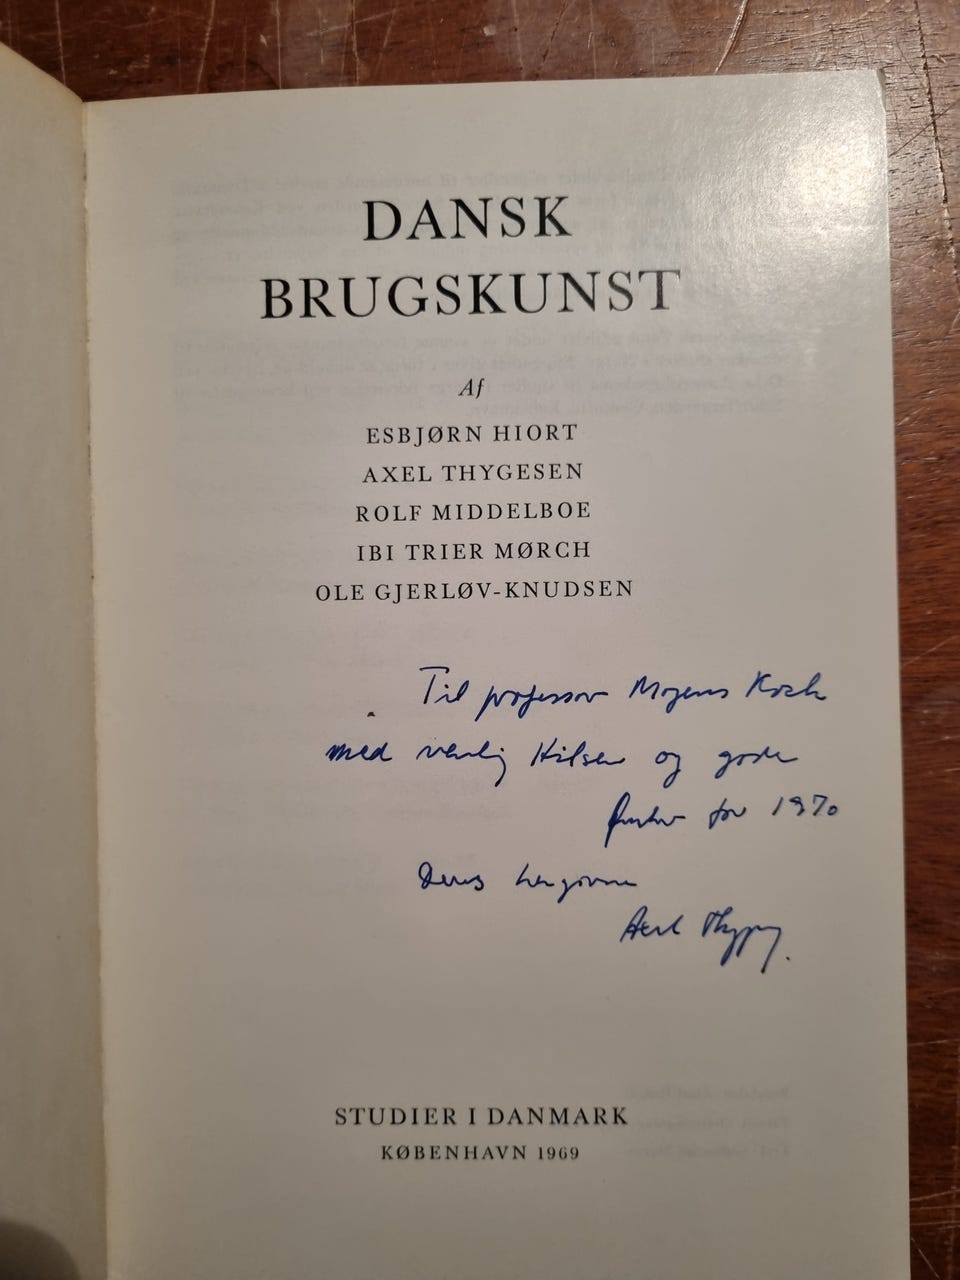 DANSK
BRUGSKUNST
Af
ESBJØRN HIORT
AXEL THYGESEN
ROLF MIDDELBOE
IBI TRIER MØRCH
OLE GJERLØV-KNUDSEN
Til professor Mogens Koch
med venlig Hilsen og gode
Ønsker for 1970
Deres hengivne
Axel Thygesen.
STUDIER I DANMARK
KØBENHAVN 1969